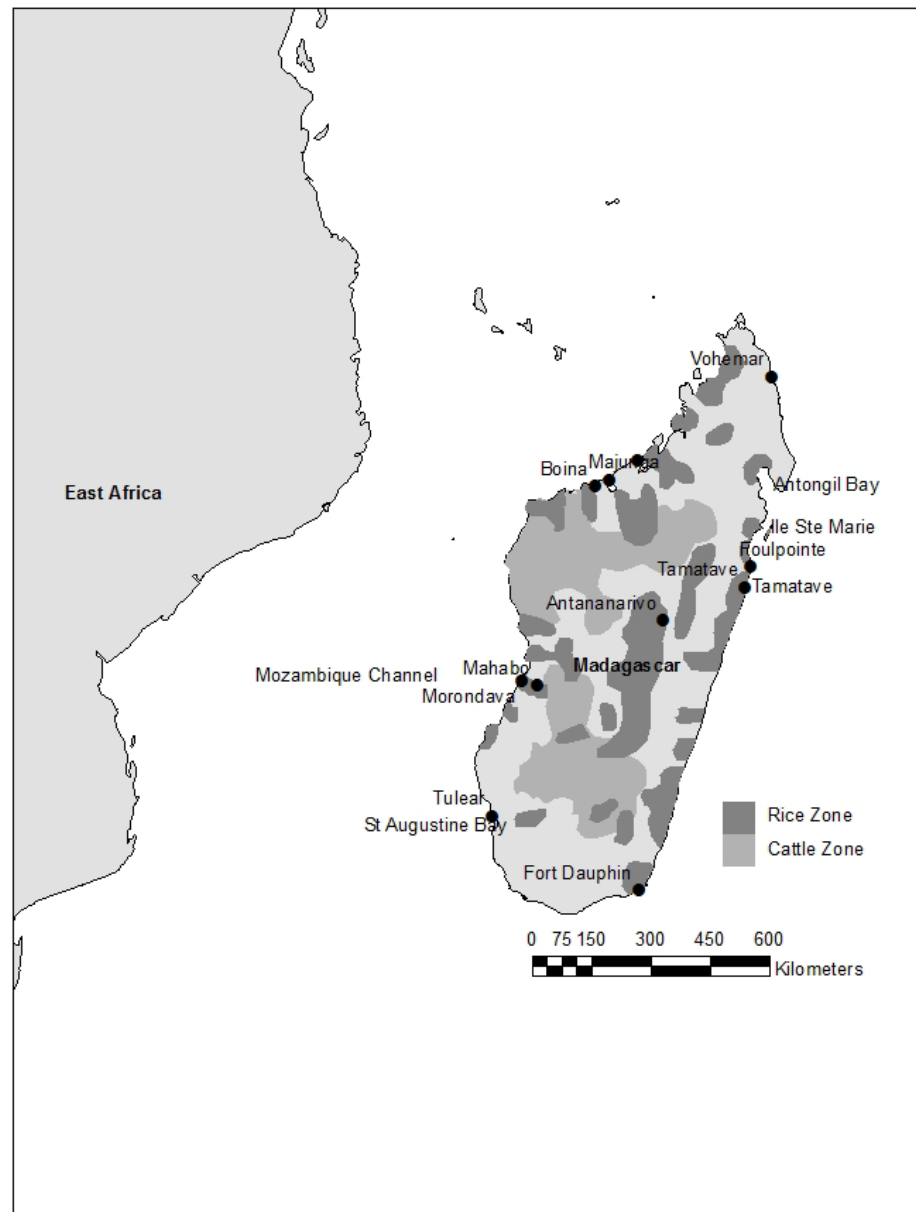 Vohemar
Boina
Majunga
Antongil Bay
East Africa
Ile Ste Marie
Foulpointe
Tamatave
Tamatave
Antananarivo
Madagascar
Mozambique Channel
Mahabo
Morondava
Tulear
St Augustine Bay
Rice Zone
Cattle Zone
Fort Dauphin
0 75 150 300 450 600
Kilometers